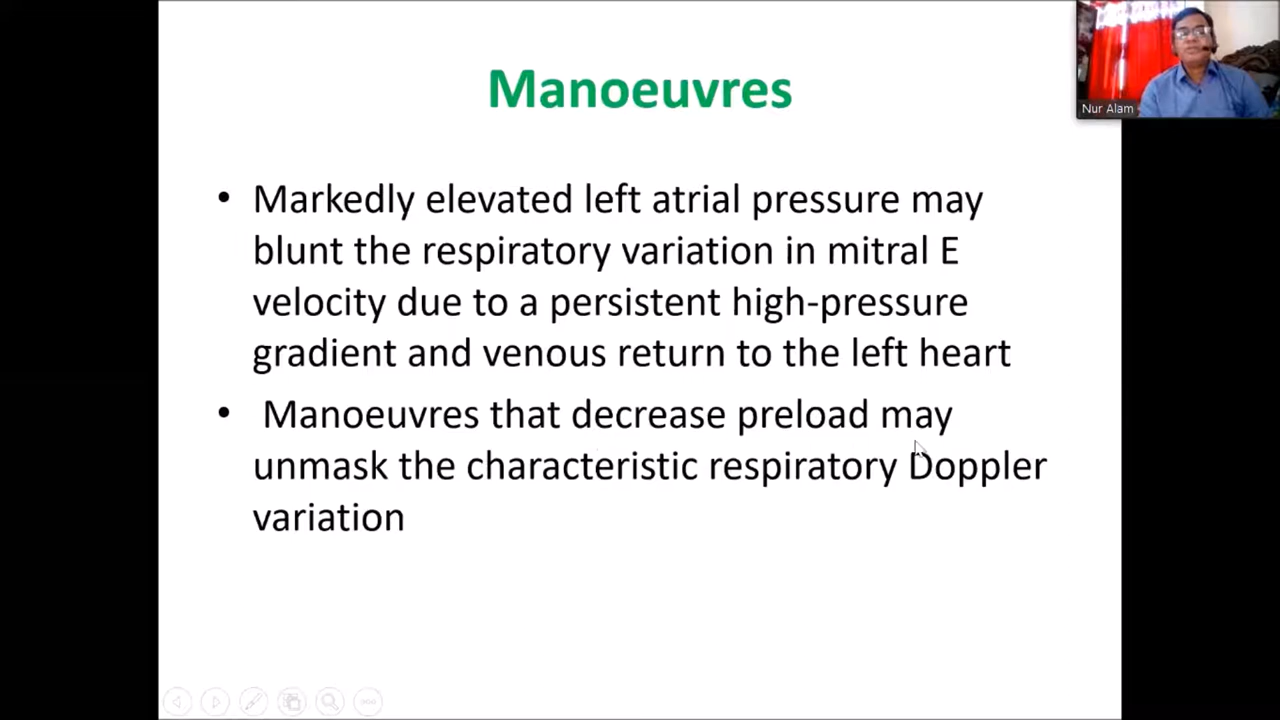 Manoeuvres
Nur Alam
• Markedly elevated left atrial pressure may
blunt the respiratory variation in mitral E
velocity due to a persistent high-pressure
gradient and venous return to the left heart
• Manoeuvres that decrease preload may
unmask the characteristic respiratory Doppler
variation